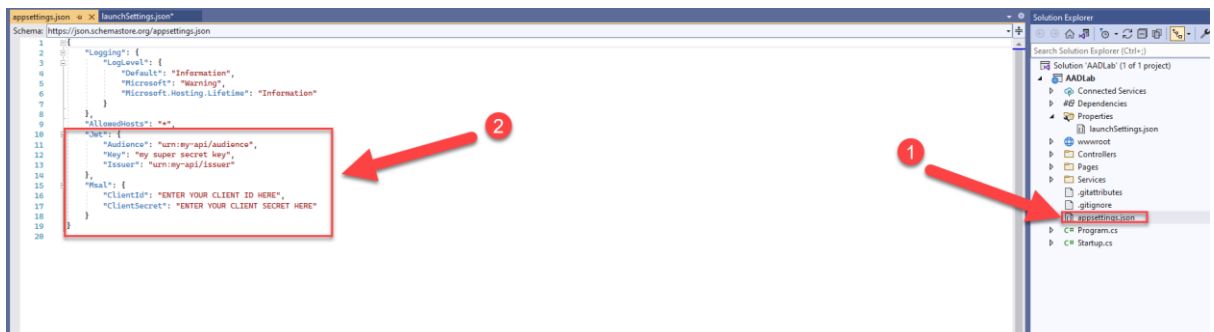 appsettings.json launchSettings.json*
Schema: https://json.schemastore.org/appsettings.json
1 {
2 "Logging": {
3 "LogLevel": {
4 "Default": "Information",
5 "Microsoft": "Warning",
6 "Microsoft.Hosting.Lifetime": "Information"
7 }
8 },
9 "AllowedHosts": "*",
10 "Jwt": {
11 "Audience": "urn:my-api/audience",
12 "Key": "my super secret key",
13 "Issuer": "urn:my-api/issuer"
14 },
15 "Msal": {
16 "ClientId": "ENTER YOUR CLIENT ID HERE",
17 "ClientSecret": "ENTER YOUR CLIENT SECRET HERE"
18 }
19 }
20
2
1
Solution Explorer
Search Solution Explorer (Ctrl+;)
Solution 'AADLab' (1 of 1 project)
AADLab
Connected Services
Dependencies
Properties
launchSettings.json
wwwroot
Controllers
Pages
Services
.gitattributes
.gitignore
appsettings.json
C# Program.cs
C# Startup.cs